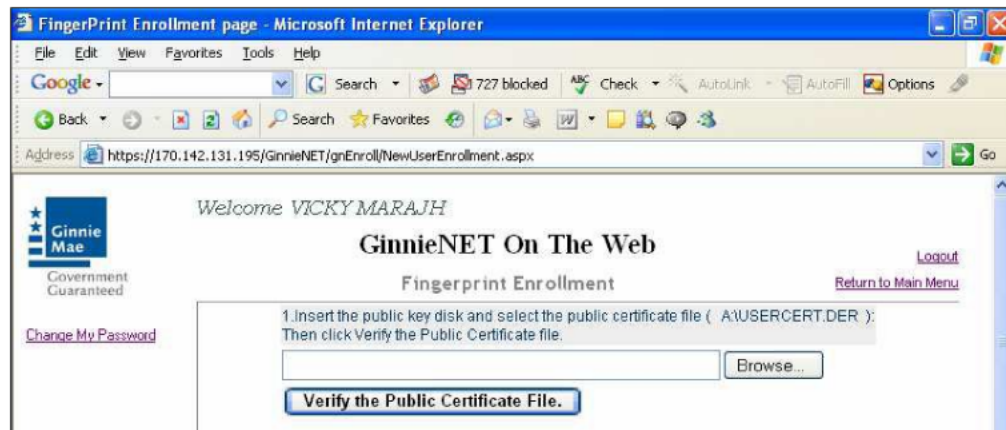 FingerPrint Enrollment page - Microsoft Internet Explorer
File Edit View Favorites Tools Help
Google Search 727 blocked ABC Check AutoLink AutoFill Options
Back Search Favorites W
Address https://170.142.131.195/GinnieNET/gnEnroll/NewUserEnrollment.aspx Go
Welcome VICKY MARAJH
Ginnie
Mae
Government
Guaranteed
GinnieNET On The Web
Logout
Fingerprint Enrollment
Return to Main Menu
Change My Password
1.Insert the public key disk and select the public certificate file ( A:\USERCERT.DER ):
Then click Verify the Public Certificate file.
Browse...
Verify the Public Certificate File.